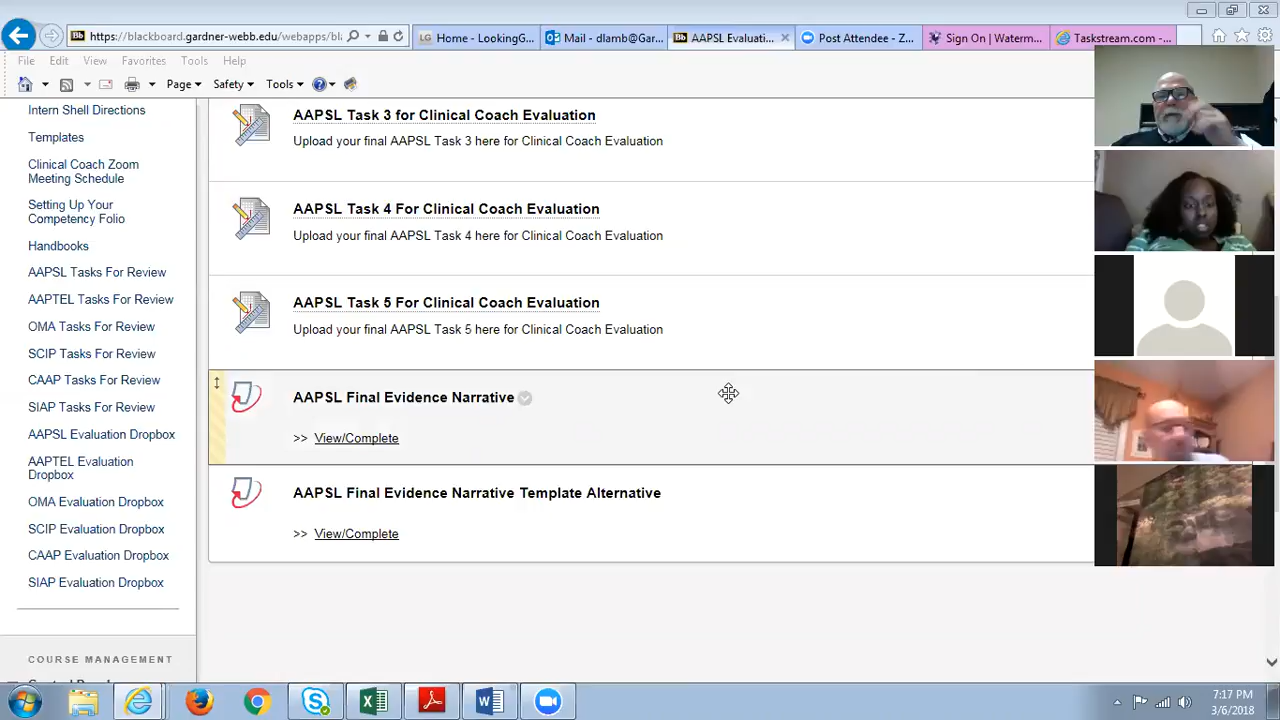 https://blackboard.gardner-webb.edu/webapps/bl
Home - LookingG...
Mail - dlamb@Gar...
Bb AAPSL Evaluati...
Post Attendee - Z...
Sign On | Waterm...
Taskstream.com -...
File Edit View Favorites Tools Help
Page Safety Tools
Intern Shell Directions
Templates
Clinical Coach Zoom
Meeting Schedule
Setting Up Your
Competency Folio
Handbooks
AAPSL Tasks For Review
AAPTEL Tasks For Review
OMA Tasks For Review
SCIP Tasks For Review
CAAP Tasks For Review
SIAP Tasks For Review
AAPSL Evaluation Dropbox
AAPTEL Evaluation
Dropbox
OMA Evaluation Dropbox
SCIP Evaluation Dropbox
CAAP Evaluation Dropbox
SIAP Evaluation Dropbox
COURSE MANAGEMENT
AAPSL Task 3 for Clinical Coach Evaluation
Upload your final AAPSL Task 3 here for Clinical Coach Evaluation
AAPSL Task 4 For Clinical Coach Evaluation
Upload your final AAPSL Task 4 here for Clinical Coach Evaluation
AAPSL Task 5 For Clinical Coach Evaluation
Upload your final AAPSL Task 5 here for Clinical Coach Evaluation
AAPSL Final Evidence Narrative
>> View/Complete
AAPSL Final Evidence Narrative Template Alternative
>> View/Complete
7:17 PM
3/6/2018